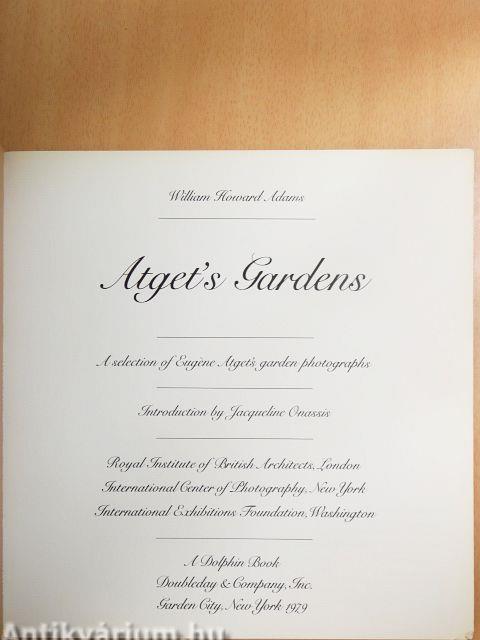 William Howard Adams
Atget's Gardens
A selection of Eugène Atget's garden photographs
Introduction by Jacqueline Onassis
Royal Institute of British Architects, London
International Center of Photography, New York
International Exhibitions Foundation, Washington
A Dolphin Book
Doubleday & Company, Inc.
Garden City, New York 1979
Antikvárium.hu